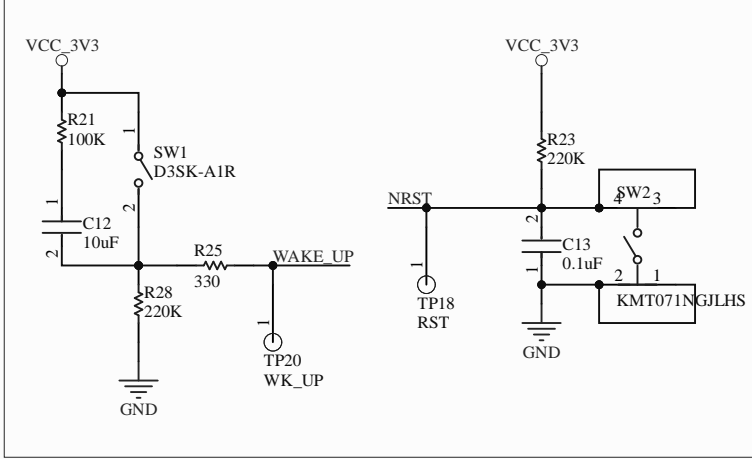 VCC_3V3
R21
100K
1
SW1
D3SK-A1R
2
1
C12
10uF
2
R25
330
WAKE_UP
R28
220K
1
TP20
WK_UP
GND
VCC_3V3
R23
220K
NRST
SW2
4
3
2
C13
0.1uF
1
2
1
KMT071NGJLHS
1
TP18
RST
GND